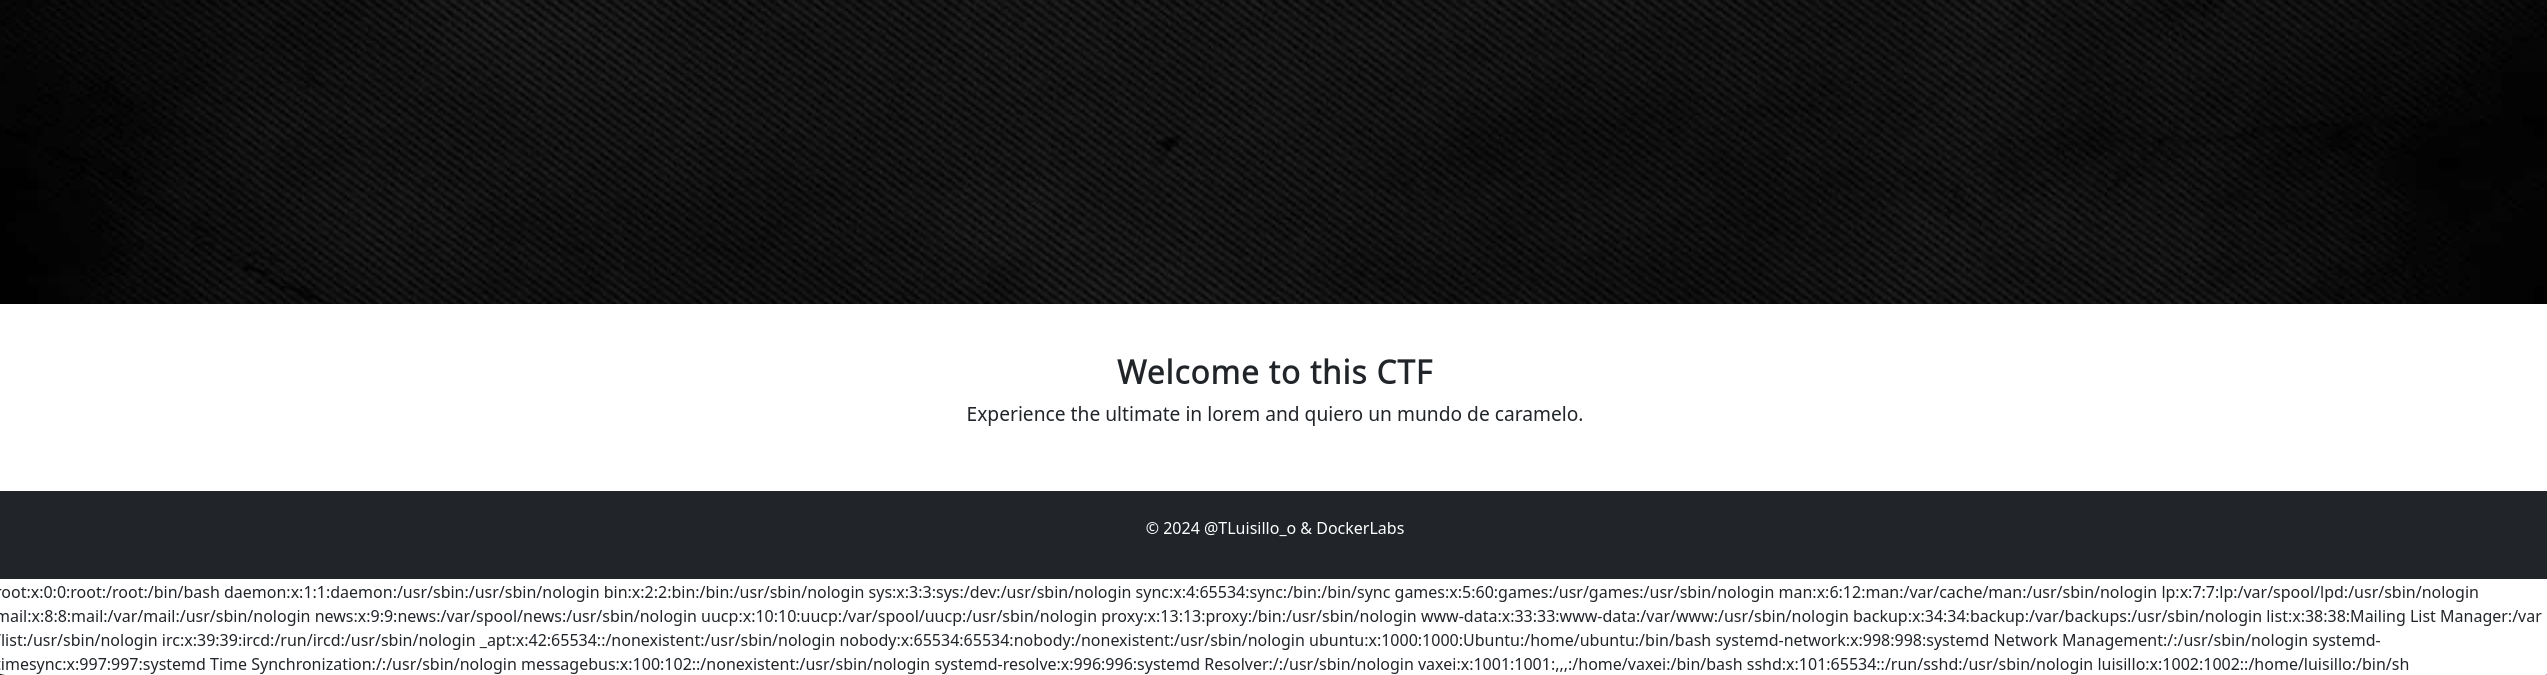 Welcome to this CTF
Experience the ultimate in lorem and quiero un mundo de caramelo.
© 2024 @TLuisillo_o & DockerLabs
root:x:0:0:root:/root:/bin/bash daemon:x:1:1:daemon:/usr/sbin:/usr/sbin/nologin bin:x:2:2:bin:/bin:/usr/sbin/nologin sys:x:3:3:sys:/dev:/usr/sbin/nologin sync:x:4:65534:sync:/bin:/bin/sync games:x:5:60:games:/usr/games:/usr/sbin/nologin man:x:6:12:man:/var/cache/man:/usr/sbin/nologin lp:x:7:7:lp:/var/spool/lpd:/usr/sbin/nologin
mail:x:8:8:mail:/var/mail:/usr/sbin/nologin news:x:9:9:news:/var/spool/news:/usr/sbin/nologin uucp:x:10:10:uucp:/var/spool/uucp:/usr/sbin/nologin proxy:x:13:13:proxy:/bin:/usr/sbin/nologin www-data:x:33:33:www-data:/var/www:/usr/sbin/nologin backup:x:34:34:backup:/var/backups:/usr/sbin/nologin list:x:38:38:Mailing List Manager:/var
/list:/usr/sbin/nologin irc:x:39:39:ircd:/run/ircd:/usr/sbin/nologin _apt:x:42:65534::/nonexistent:/usr/sbin/nologin nobody:x:65534:65534:nobody:/nonexistent:/usr/sbin/nologin ubuntu:x:1000:1000:Ubuntu:/home/ubuntu:/bin/bash systemd-network:x:998:998:systemd Network Management:/:/usr/sbin/nologin systemd-
timesync:x:997:997:systemd Time Synchronization:/:/usr/sbin/nologin messagebus:x:100:102::/nonexistent:/usr/sbin/nologin systemd-resolve:x:996:996:systemd Resolver:/:/usr/sbin/nologin vaxei:x:1001:1001:,,,:/home/vaxei:/bin/bash sshd:x:101:65534::/run/sshd:/usr/sbin/nologin luisillo:x:1002:1002::/home/luisillo:/bin/sh